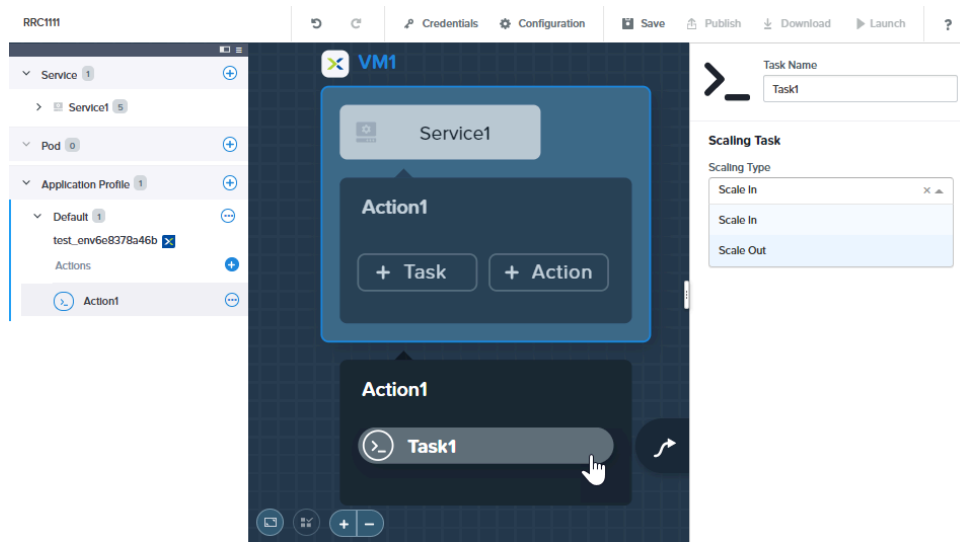 RRC1111
Credentials
Configuration
Save
Publish
Download
Launch
?
Service 1
Service1 5
Pod 0
Application Profile 1
Default 1
test_env6e8378a46b
Actions
Action1
VM1
Service1
Action1
+ Task
+ Action
Action1
Task1
Task Name
Task1
Scaling Task
Scaling Type
Scale In
Scale In
Scale Out